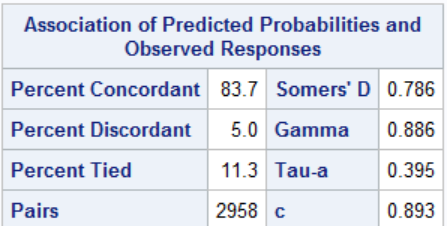 Association of Predicted Probabilities and
Observed Responses
Percent Concordant 83.7 Somers' D 0.786
Percent Discordant 5.0 Gamma 0.886
Percent Tied 11.3 Tau-a 0.395
Pairs 2958 c 0.893